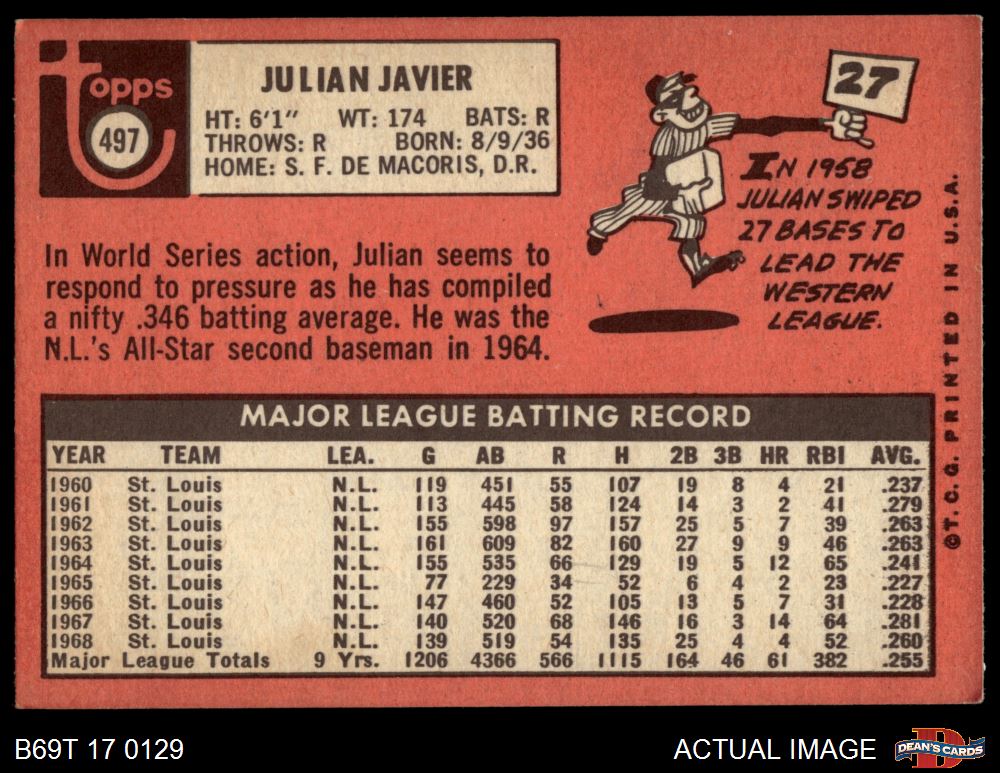 Topps
497
JULIAN JAVIER
HT: 6'1" WT: 174 BATS: R
THROWS: R BORN: 8/9/36
HOME: S. F. DE MACORIS, D.R.
27
IN 1958
JULIAN SWIPED
27 BASES TO
LEAD THE
WESTERN
LEAGUE.
In World Series action, Julian seems to
respond to pressure as he has compiled
a nifty .346 batting average. He was the
N.L.'s All-Star second baseman in 1964.
©T.C.G. PRINTED IN U.S.A.
MAJOR LEAGUE BATTING RECORD
YEAR TEAM LEA. G AB R H 2B 3B HR RBI AVG.
1960 St. Louis N.L. 119 451 55 107 19 8 4 21 .237
1961 St. Louis N.L. 113 445 58 124 14 3 2 41 .279
1962 St. Louis N.L. 155 598 97 157 25 5 7 39 .263
1963 St. Louis N.L. 161 609 82 160 27 9 9 46 .263
1964 St. Louis N.L. 155 535 66 129 19 5 12 65 .241
1965 St. Louis N.L. 77 229 34 52 6 4 2 23 .227
1966 St. Louis N.L. 147 460 52 105 13 5 7 31 .228
1967 St. Louis N.L. 140 520 68 146 16 3 14 64 .281
1968 St. Louis N.L. 139 519 54 135 25 4 4 52 .260
Major League Totals 9 Yrs. 1206 4366 566 1115 164 46 61 382 .255
B69T 17 0129
ACTUAL IMAGE
D
DEAN'S CARDS